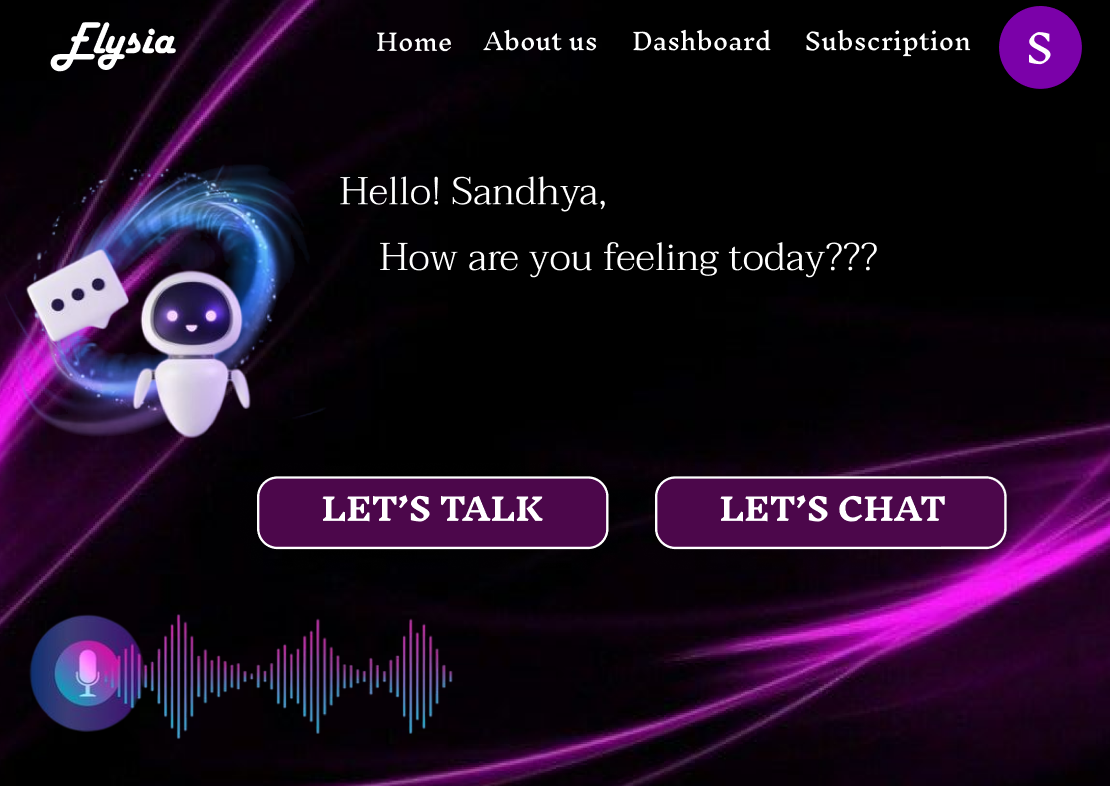 Elysia
Home About us Dashboard Subscription S
Hello! Sandhya,
How are you feeling today???
LET'S TALK LET'S CHAT